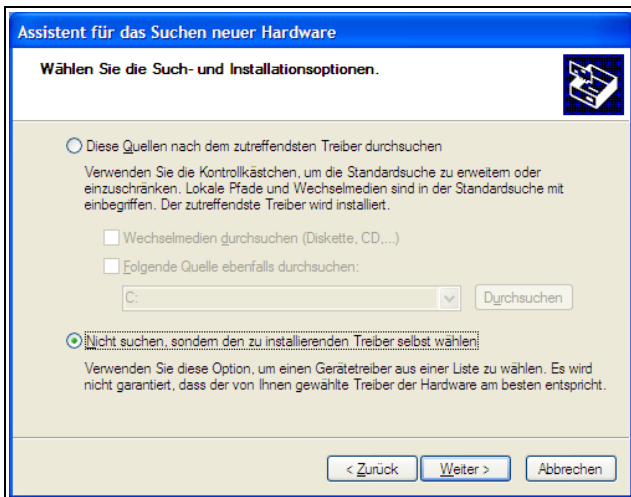 Assistent für das Suchen neuer Hardware
Wählen Sie die Such- und Installationsoptionen.
Diese Quellen nach dem zutreffendsten Treiber durchsuchen
Verwenden Sie die Kontrollkästchen, um die Standardsuche zu erweitern oder
einzuschränken. Lokale Pfade und Wechselmedien sind in der Standardsuche mit
einbegriffen. Der zutreffendste Treiber wird installiert.
Wechselmedien durchsuchen (Diskette, CD,...)
Folgende Quelle ebenfalls durchsuchen:
C: Durchsuchen
Nicht suchen, sondern den zu installierenden Treiber selbst wählen
Verwenden Sie diese Option, um einen Gerätetreiber aus einer Liste zu wählen. Es wird
nicht garantiert, dass der von Ihnen gewählte Treiber der Hardware am besten entspricht.
< Zurück Weiter > Abbrechen